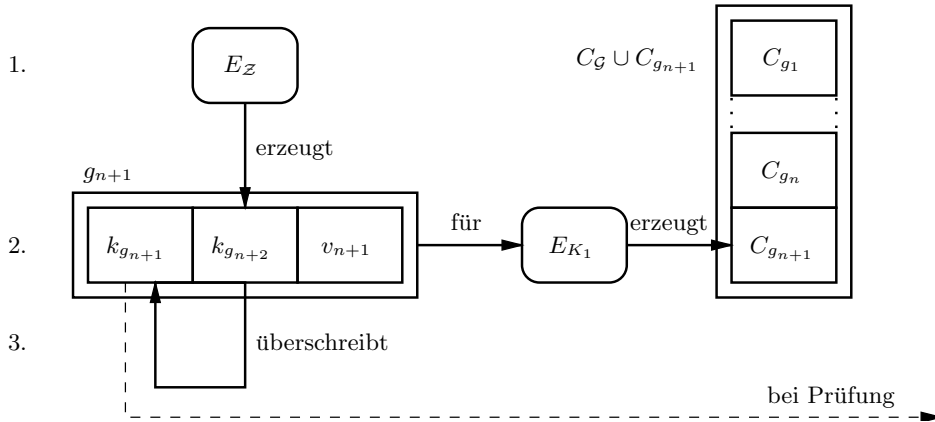 1.
E_𝒵
C_𝒢 ∪ C_{g_{n+1}}
C_{g_1}
erzeugt
g_{n+1}
C_{g_n}
2.
k_{g_{n+1}}
k_{g_{n+2}}
v_{n+1}
für
E_{K_1}
erzeugt
C_{g_{n+1}}
3.
überschreibt
bei Prüfung